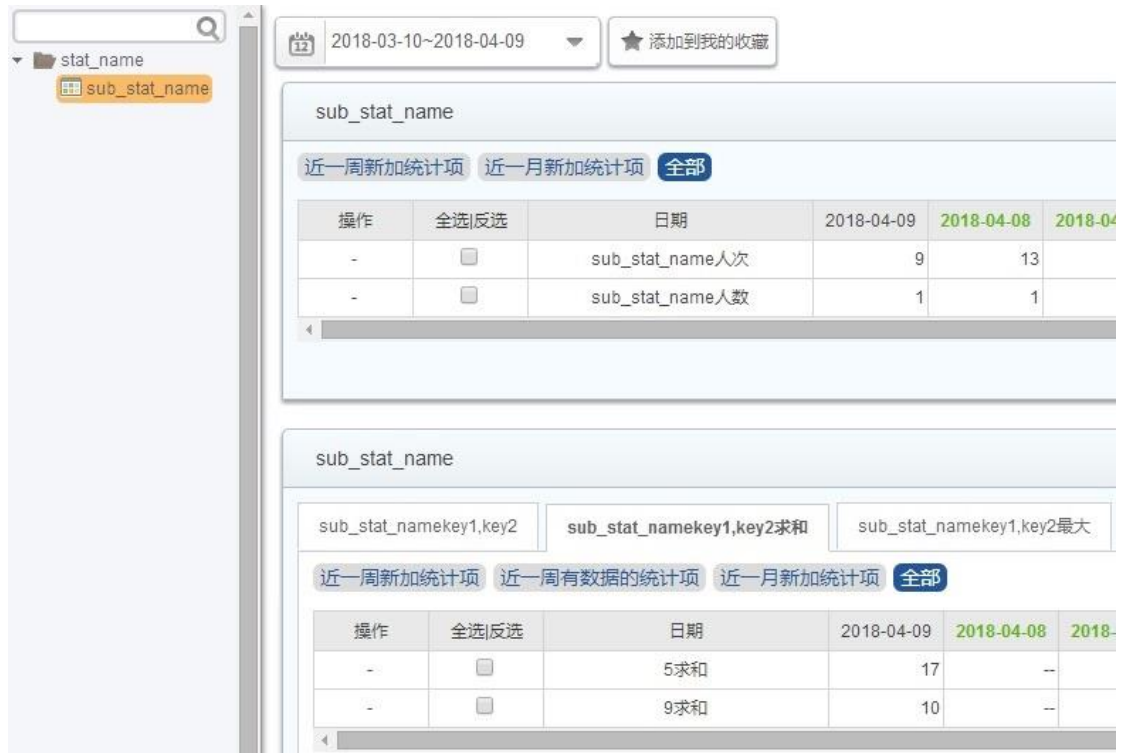 stat_name
sub_stat_name
12 2018-03-10~2018-04-09 添加到我的收藏
sub_stat_name
近一周新加统计项 近一月新加统计项 全部
操作 全选|反选 日期 2018-04-09 2018-04-08 2018-04
- sub_stat_name人次 9 13
- sub_stat_name人数 1 1
sub_stat_name
sub_stat_namekey1,key2 sub_stat_namekey1,key2求和 sub_stat_namekey1,key2最大
近一周新加统计项 近一周有数据的统计项 近一月新加统计项 全部
操作 全选|反选 日期 2018-04-09 2018-04-08 2018-
- 5求和 17 --
- 9求和 10 --